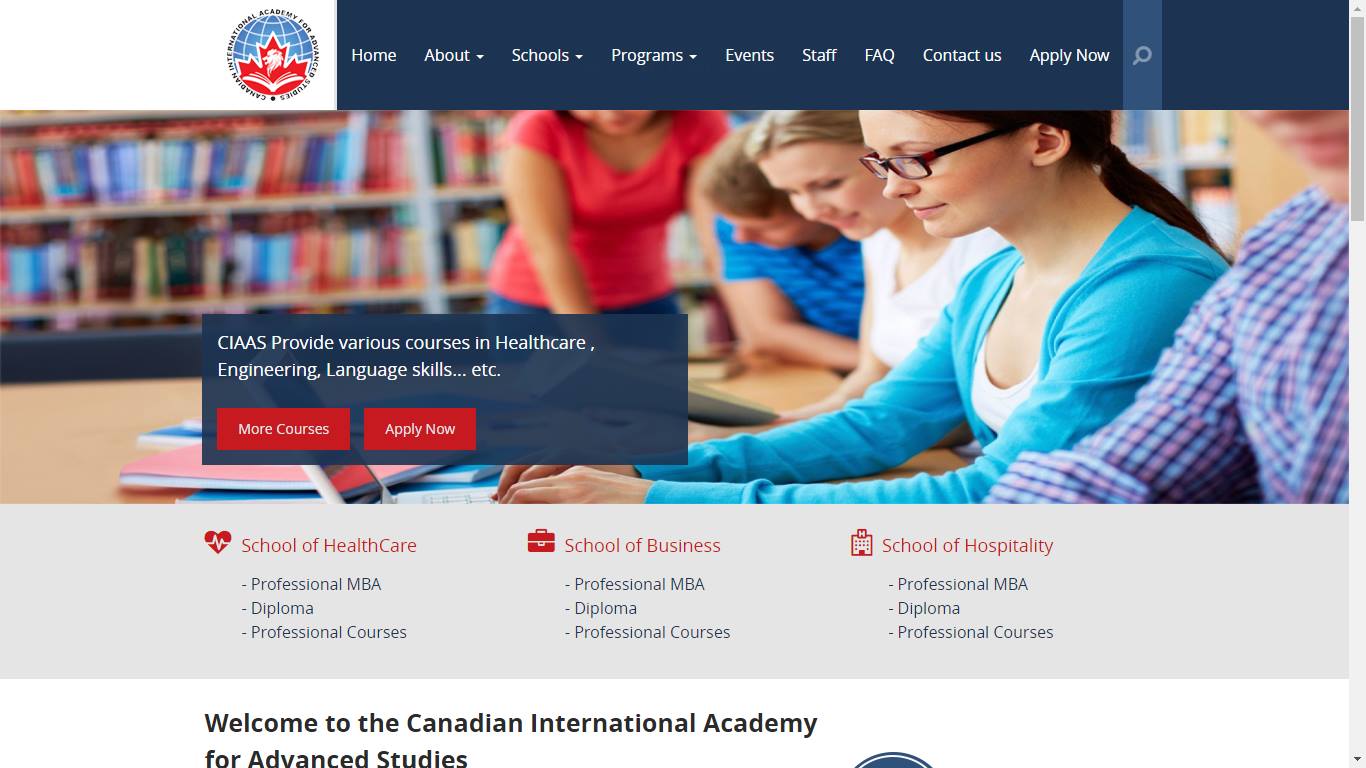 CANADIAN INTERNATIONAL ACADEMY FOR ADVANCED STUDIES
Home
About
Schools
Programs
Events
Staff
FAQ
Contact us
Apply Now
CIAAS Provide various courses in Healthcare ,
Engineering, Language skills... etc.
More Courses
Apply Now
School of HealthCare
- Professional MBA
- Diploma
- Professional Courses
School of Business
- Professional MBA
- Diploma
- Professional Courses
H
School of Hospitality
- Professional MBA
- Diploma
- Professional Courses
Welcome to the Canadian International Academy
for Advanced Studies